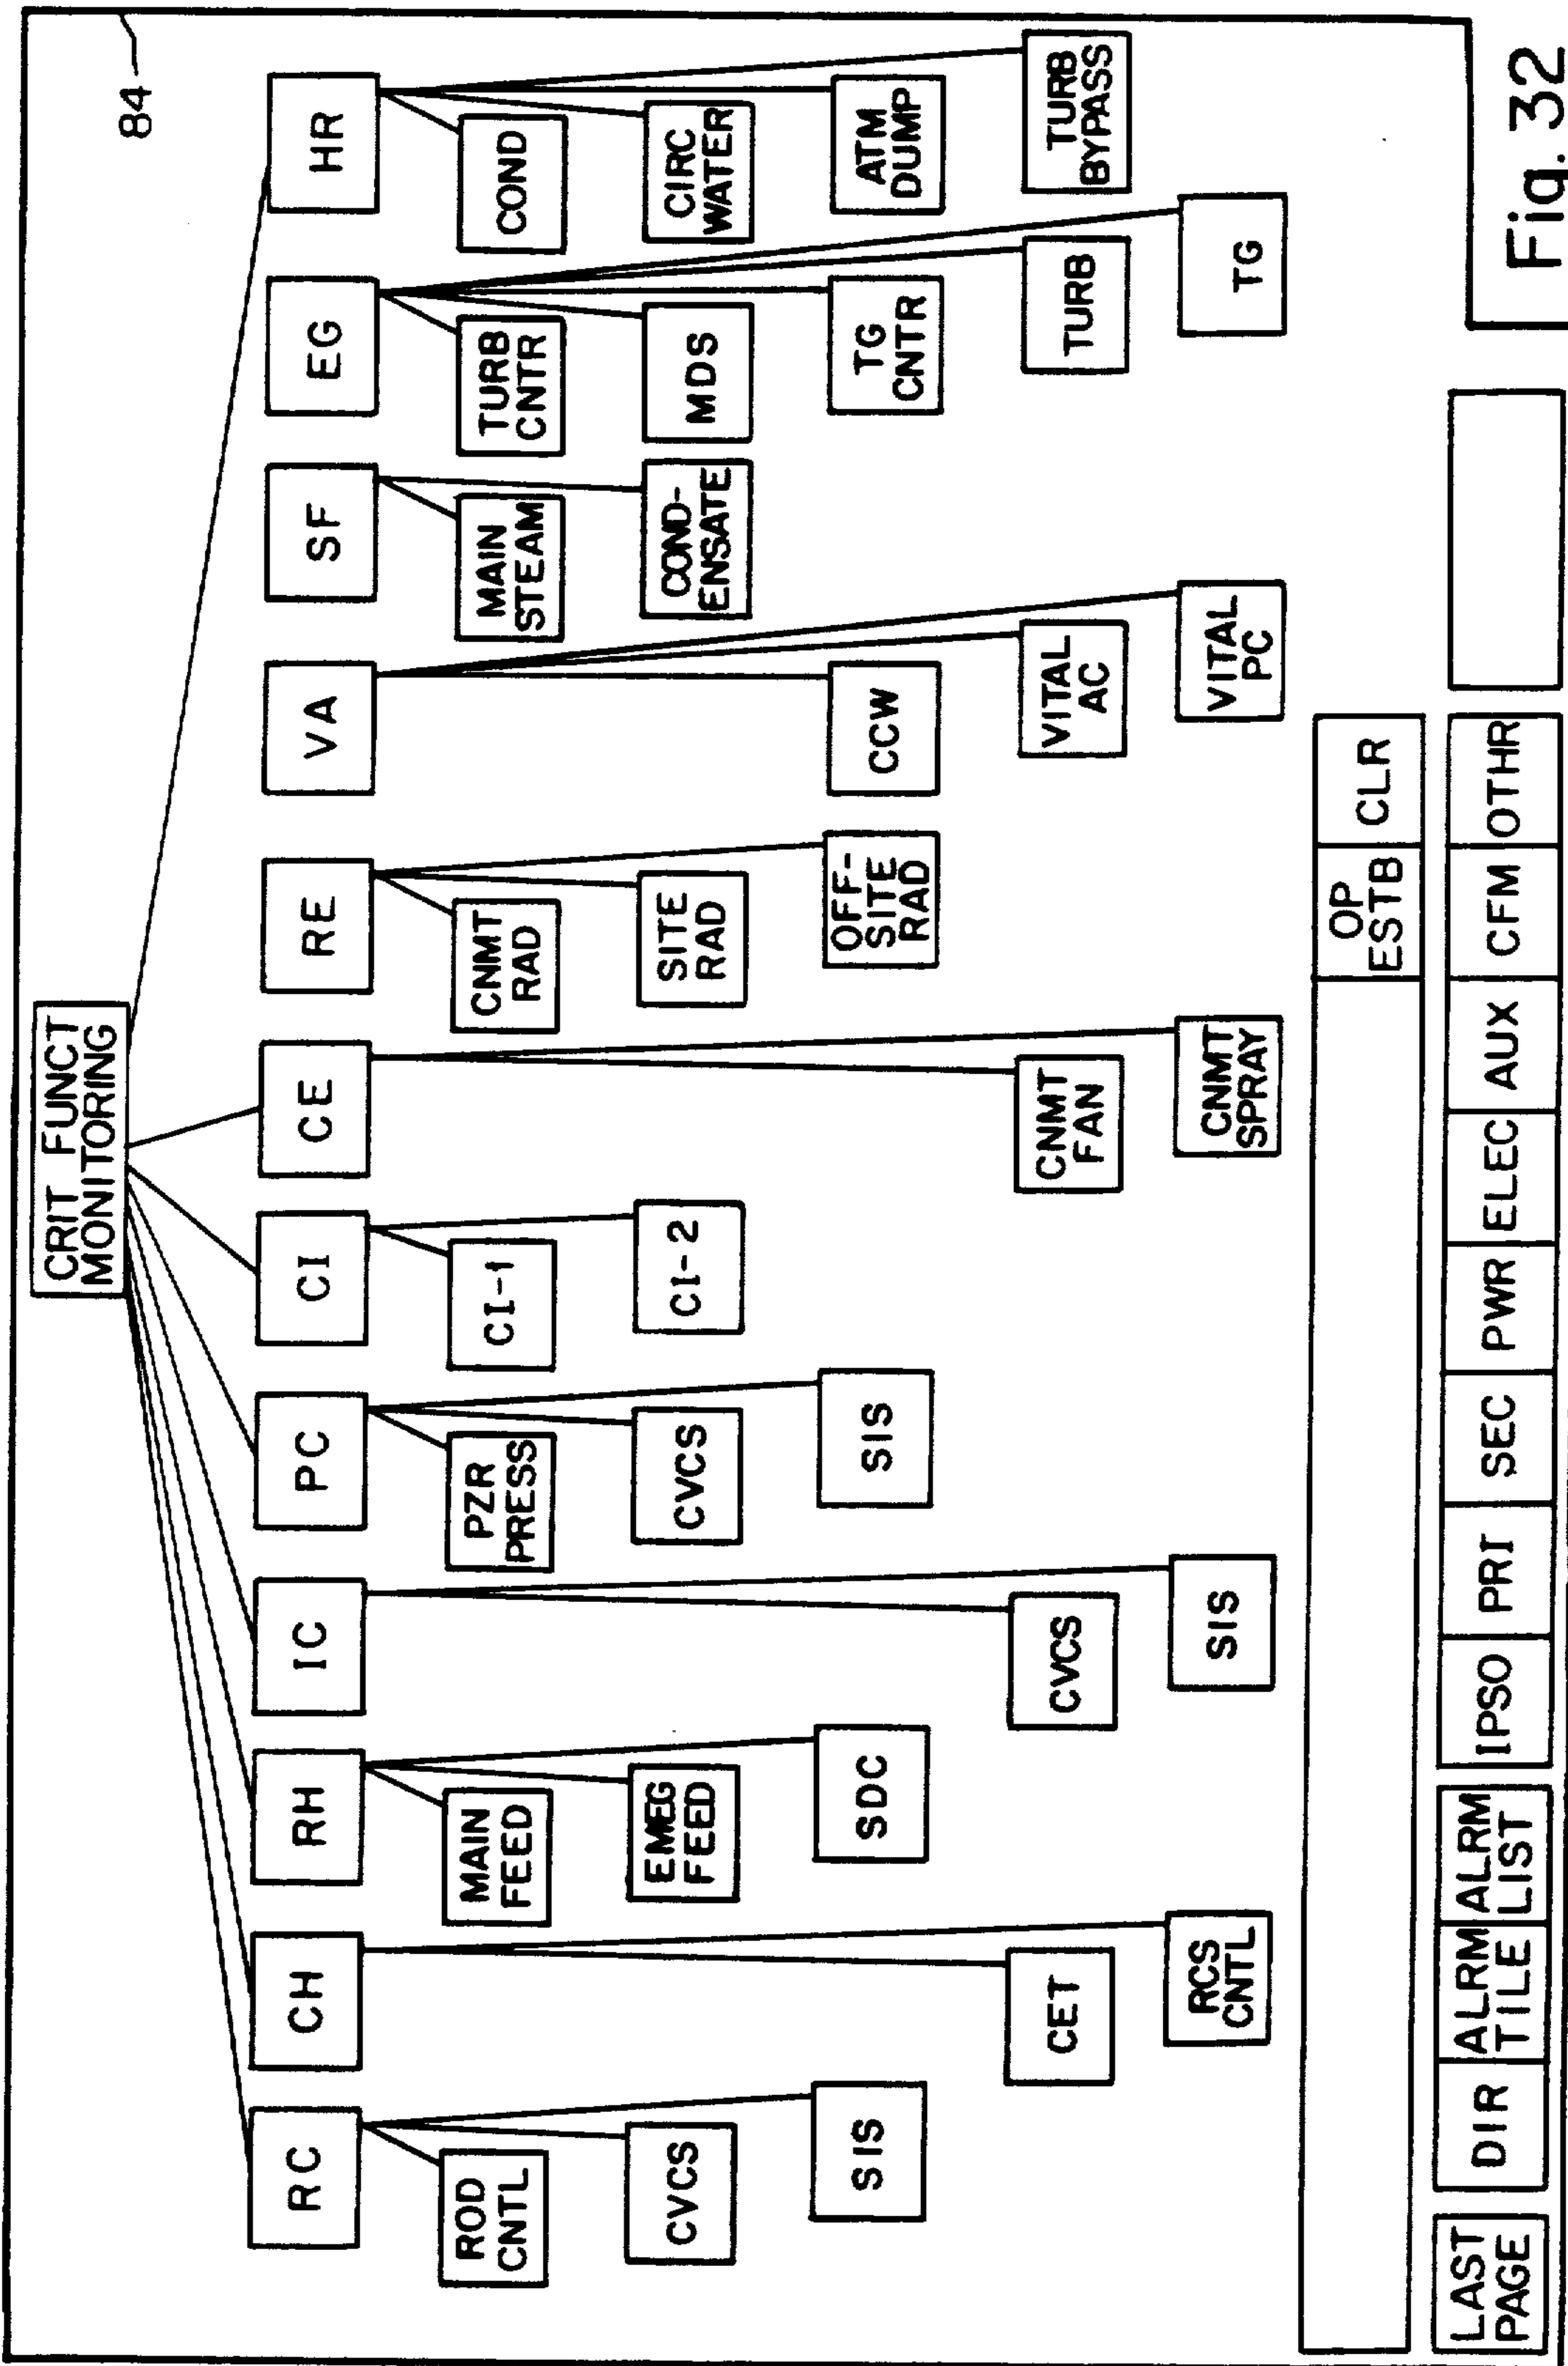 84
CRIT FUNCT
MONITORING
RC
CH
RH
IC
PC
CI
CE
RE
VA
SF
EG
HR
ROD
CNTL
MAIN
FEED
PZR
PRESS
CI-1
CNMT
RAD
MAIN
STEAM
TURB
CNTR
COND
CVCS
EMEG
FEED
CVCS
CI-2
SITE
RAD
COND-
ENSATE
MDS
CIRC
WATER
SIS
SDC
SIS
OFF-
SITE
RAD
CCW
TG
CNTR
ATM
DUMP
CET
CVCS
CNMT
FAN
VITAL
AC
TURB
TURB
BYPASS
RCS
CNTL
SIS
CNMT
SPRAY
VITAL
PC
TG
OP
ESTB
CLR
LAST
PAGE
DIR
ALRM
TILE
ALRM
LIST
IPSO
PRI
SEC
PWR
ELEC
AUX
CFM
OTHR
Fig. 32